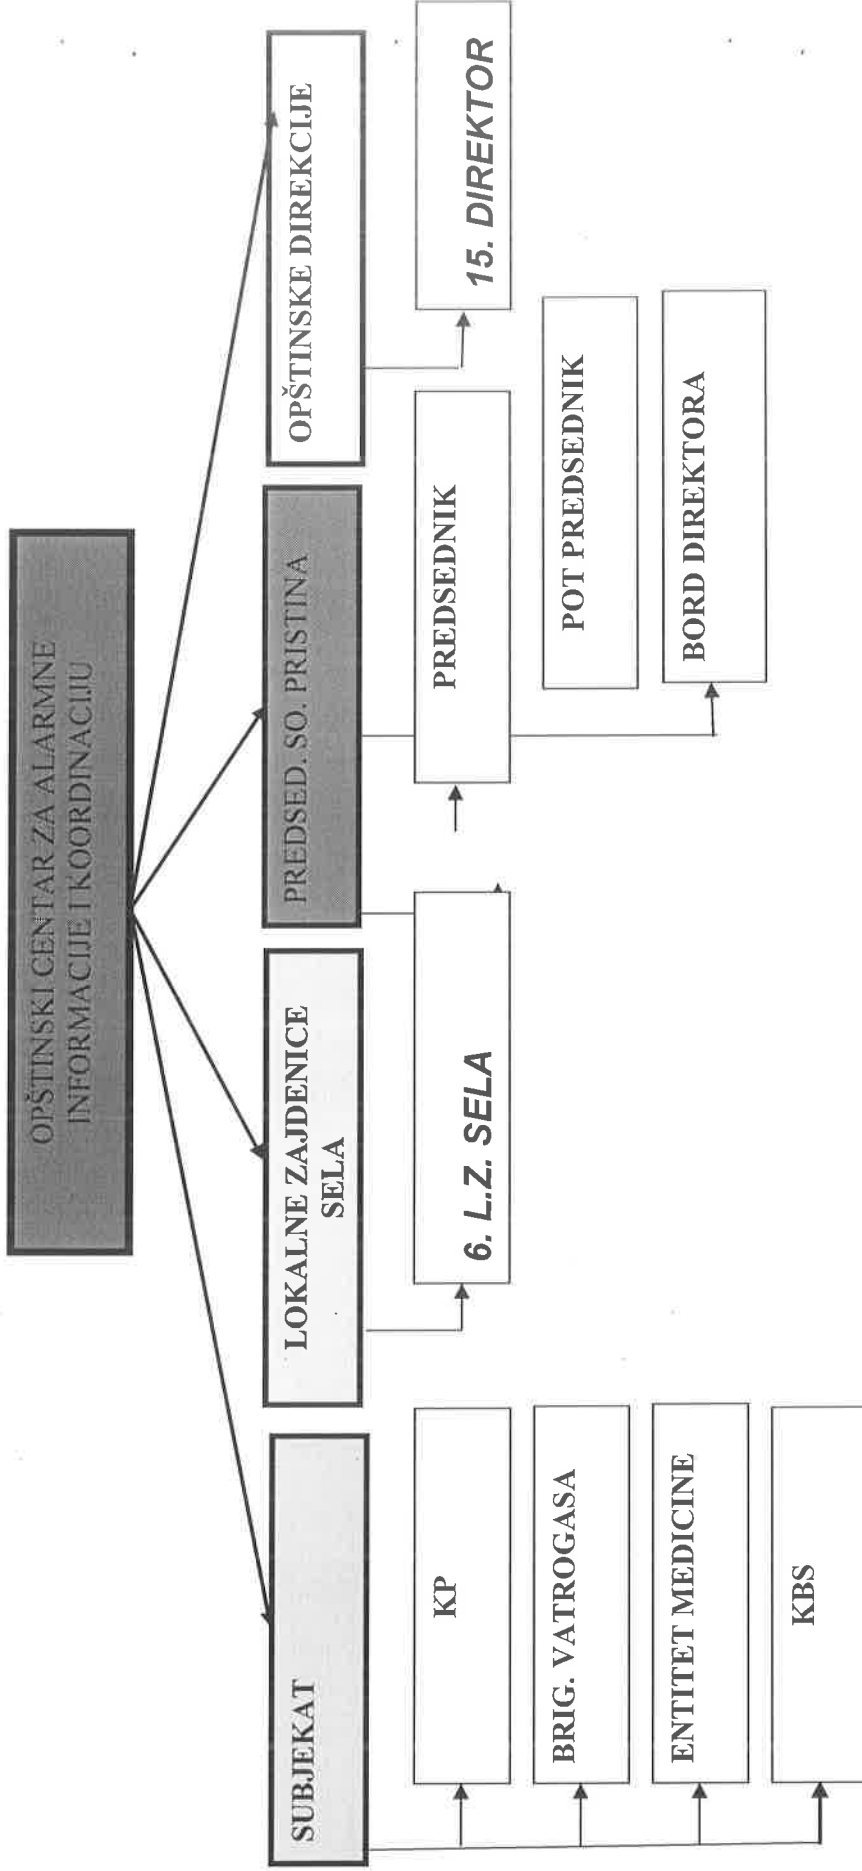 OPŠTINSKI CENTAR ZA ALARMNE
INFORMACIJE I KOORDINACIJU
SUBJEKAT
LOKALNE ZAJDENICE
SELA
PREDSED. SO. PRISTINA
OPŠTINSKE DIREKCIJE
KP
BRIG. VATROGASA
ENTITET MEDICINE
KBS
6. L.Z. SELA
PREDSEDNIK
POT PREDSEDNIK
BORD DIREKTORA
15. DIREKTOR